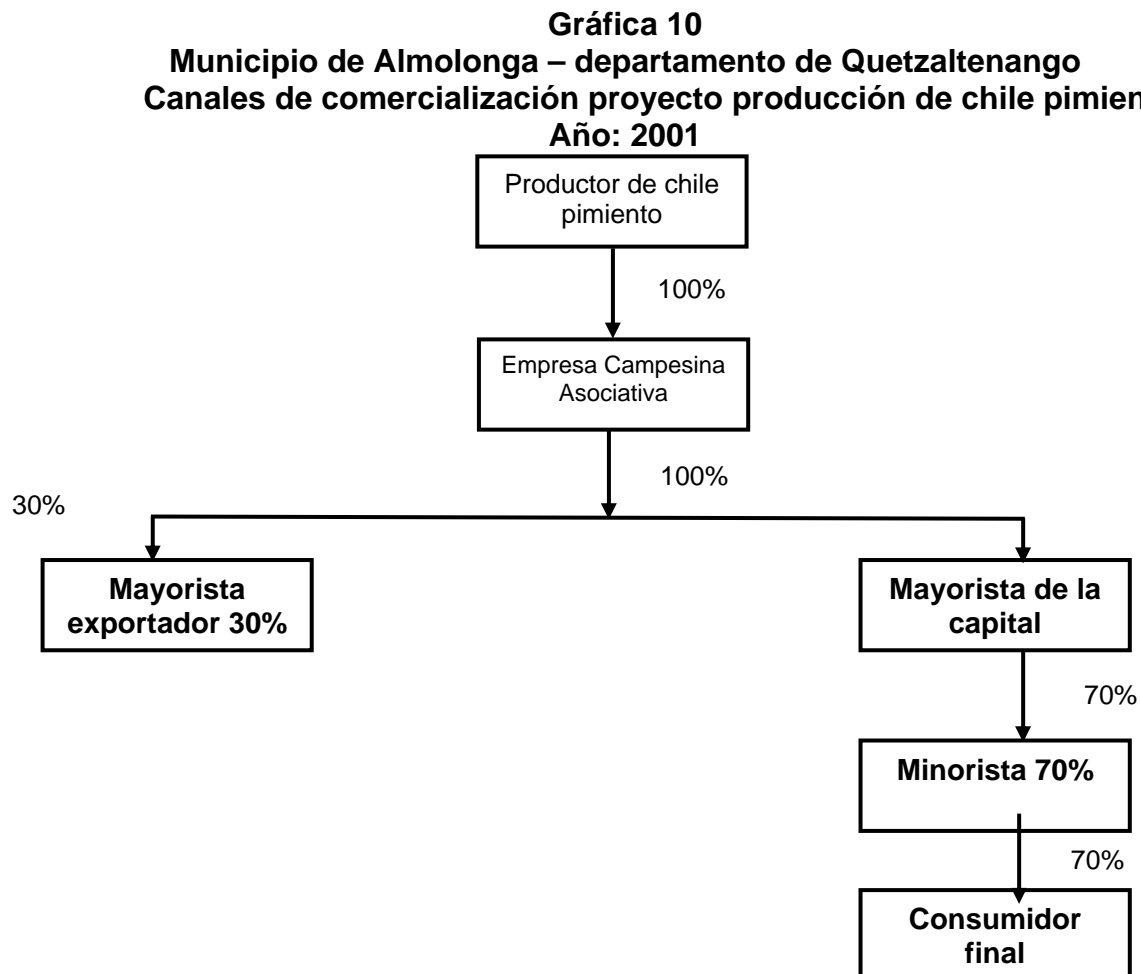 Gráfica 10
Municipio de Almolonga – departamento de Quetzaltenango
Canales de comercialización proyecto producción de chile pimien
Año: 2001
Productor de chile
pimiento
100%
Empresa Campesina
Asociativa
100%
30%
Mayorista
exportador 30%
Mayorista de la
capital
70%
Minorista 70%
70%
Consumidor
final